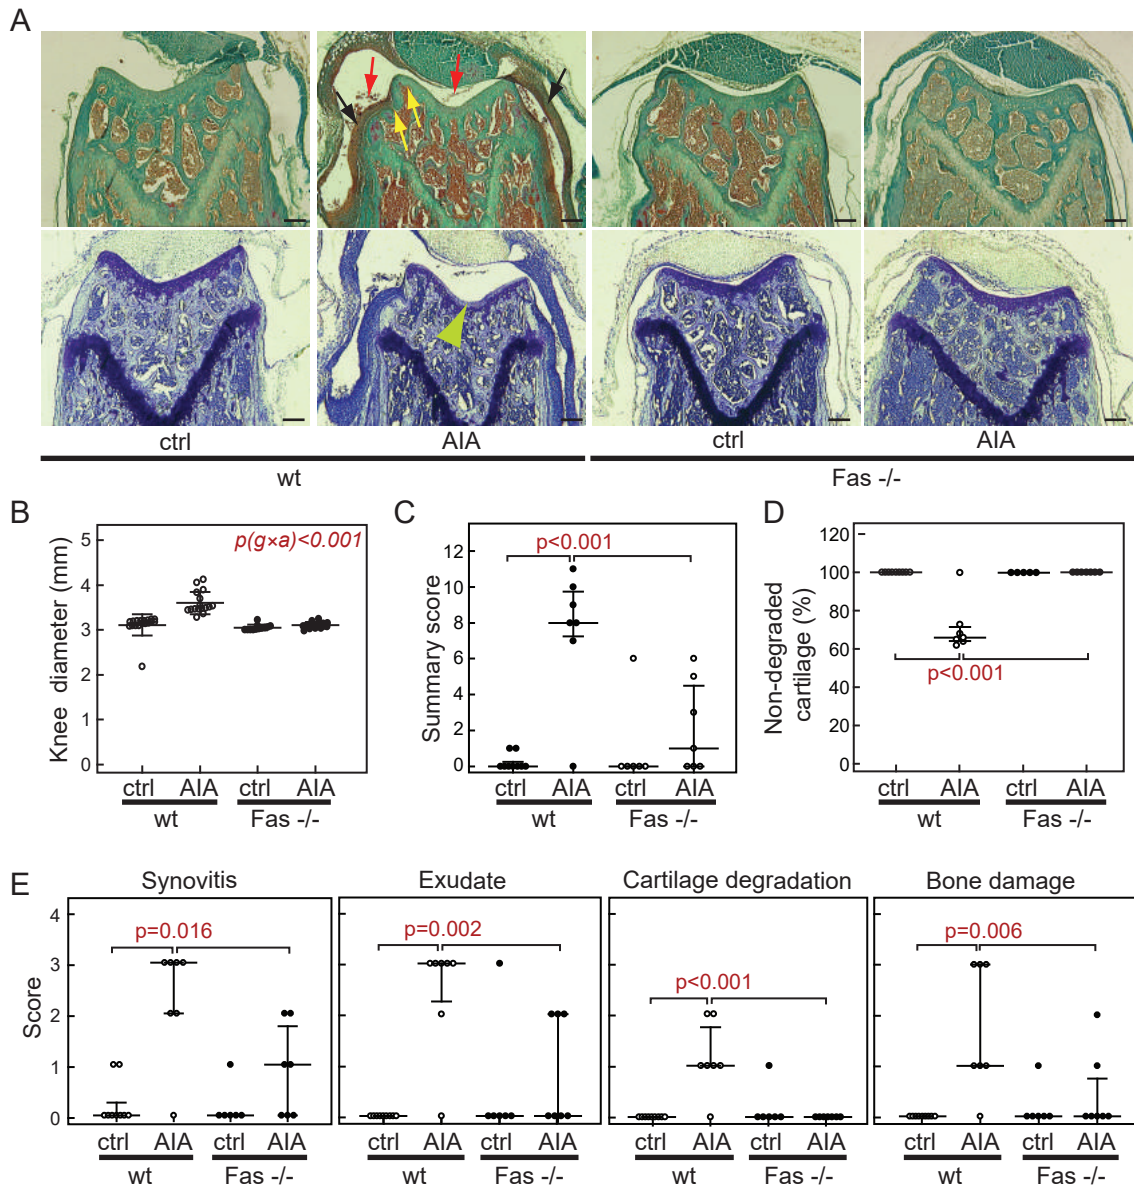 A
ctrl AIA ctrl AIA
wt Fas -/-
B
Knee diameter (mm)
p(g×a)<0.001
5
4
3
2
1
0
ctrl AIA ctrl AIA
wt Fas -/-
C
Summary score
p<0.001
12
10
8
6
4
2
0
ctrl AIA ctrl AIA
wt Fas -/-
D
Non-degraded
cartilage (%)
120
100
80
60
40
20
0
p<0.001
ctrl AIA ctrl AIA
wt Fas -/-
E
Score
Synovitis Exudate Cartilage degradation Bone damage
4
3
2
1
0
p=0.016 p=0.002 p<0.001 p=0.006
ctrl AIA ctrl AIA ctrl AIA ctrl AIA ctrl AIA ctrl AIA ctrl AIA ctrl AIA
wt Fas -/- wt Fas -/- wt Fas -/- wt Fas -/-